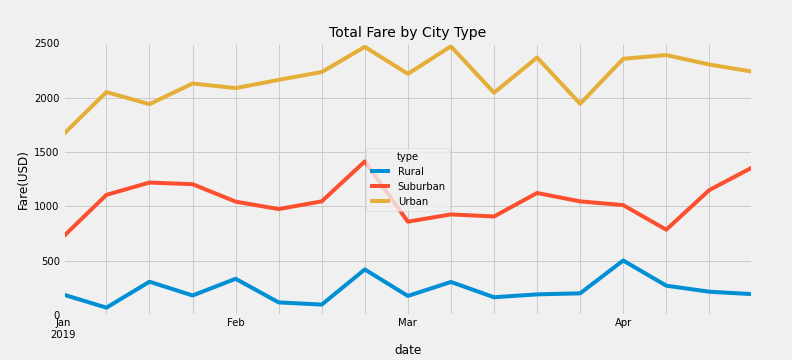 Total Fare by City Type
Fare(USD)
2500
2000
1500
1000
500
0
type
Rural
Suburban
Urban
Jan
2019
Feb
Mar
Apr
date